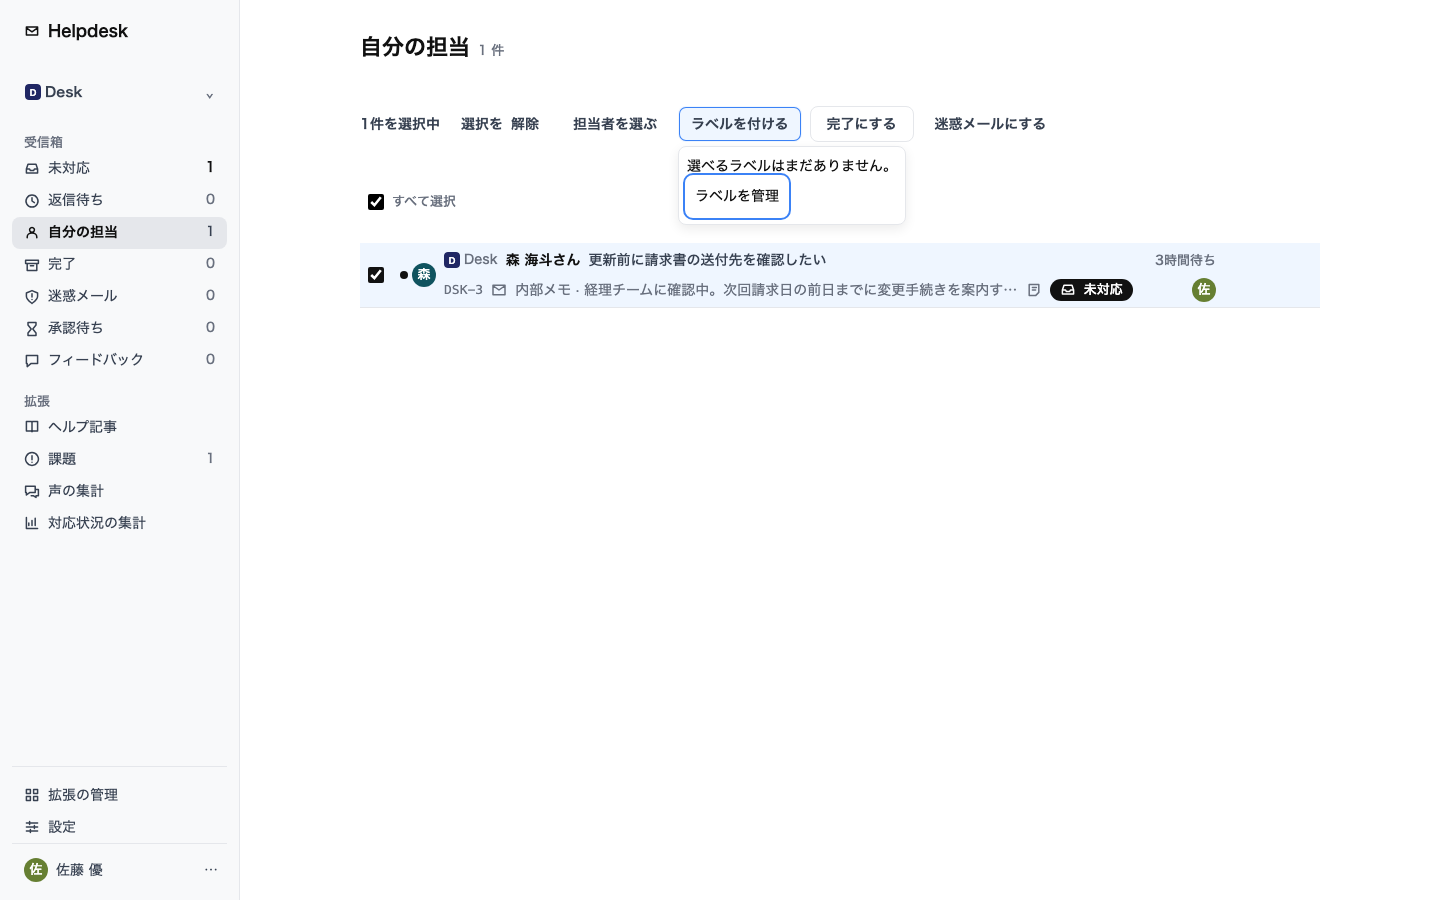 Helpdesk
D Desk
受信箱
未対応 1
返信待ち 0
自分の担当 1
完了 0
迷惑メール 0
承認待ち 0
フィードバック 0
拡張
ヘルプ記事
課題 1
声の集計
対応状況の集計
拡張の管理
設定
佐 佐藤 優 …
自分の担当 1 件
1件を選択中 選択を 解除 担当者を選ぶ ラベルを付ける 完了にする 迷惑メールにする
選べるラベルはまだありません。
ラベルを管理
すべて選択
森 D Desk 森 海斗さん 更新前に請求書の送付先を確認したい 3時間待ち
DSK-3 内部メモ · 経理チームに確認中。次回請求日の前日までに変更手続きを案内す… 未対応 佐